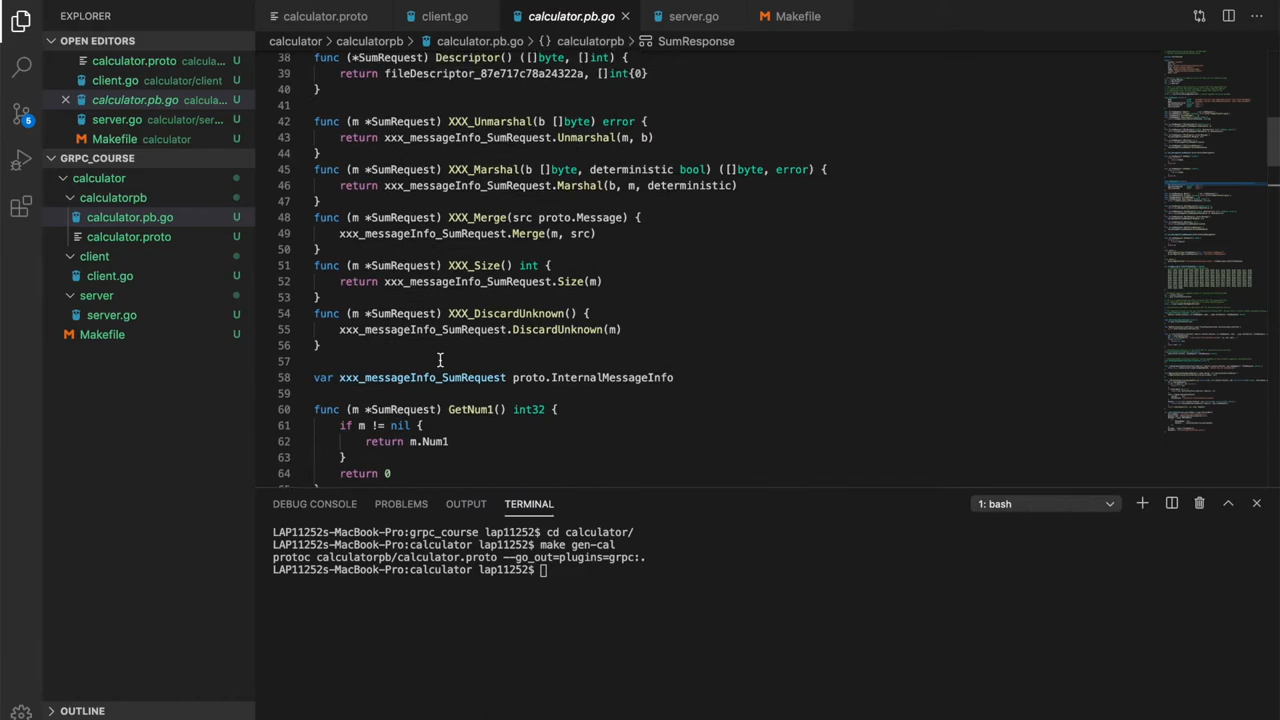 EXPLORER
OPEN EDITORS
calculator.proto calcula... U
client.go calculator/client U
calculator.pb.go calcula... U
server.go calculator/ser... U
Makefile calculator U
GRPC_COURSE
calculator
calculatorpb
calculator.pb.go U
calculator.proto U
client
client.go U
server
server.go U
Makefile U
OUTLINE
5
calculator.proto client.go calculator.pb.go server.go Makefile
calculator > calculatorpb > calculator.pb.go > {} calculatorpb > SumResponse
38 func (*SumRequest) Descriptor() ([]byte, []int) {
39 return []int{0}
40 }
41
42 func (m *SumRequest) (b []byte) error {
43 return .Unmarshal(m, b)
44 }
45 func (m *SumRequest) (b []byte, deterministic bool) ([]byte, error) {
46 return xxx_messageInfo_SumRequest.Marshal(b, m, deterministic)
47 }
48 func (m *SumRequest) XXX_Merge(src proto.Message) {
49 xxx_messageInfo_SumRequest.Merge(m, src)
50 }
51 func (m *SumRequest) int {
52 return xxx_messageInfo_SumRequest.Size(m)
53 }
54 func (m *SumRequest) {
55 xxx_messageInfo_SumRequest.DiscardUnknown(m)
56 }
57
58 var xxx_messageInfo_SumRequest .InternalMessageInfo
59
60 func (m *SumRequest) GetNum1() int32 {
61 if m != nil {
62 return m.Num1
63 }
64 return 0
DEBUG CONSOLE PROBLEMS OUTPUT TERMINAL 1: bash
LAP11252s-MacBook-Pro:grpc_course lap11252$ cd calculator/
LAP11252s-MacBook-Pro:calculator lap11252$ make gen-cal
protoc calculatorpb/calculator.proto --go_out=plugins=grpc:.
LAP11252s-MacBook-Pro:calculator lap11252$